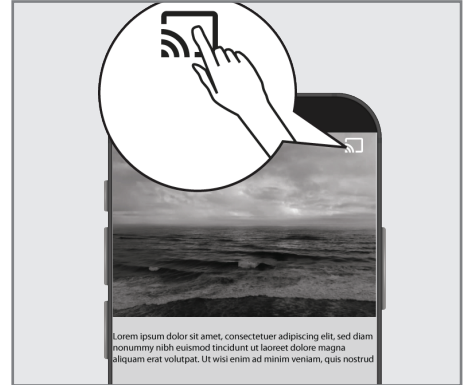 Lorem ipsum dolor sit amet, consectetuer adipiscing elit, sed diam
nonummy nibh euismod tincidunt ut laoreet dolore magna
aliquam erat volutpat. Ut wisi enim ad minim veniam, quis nostrud